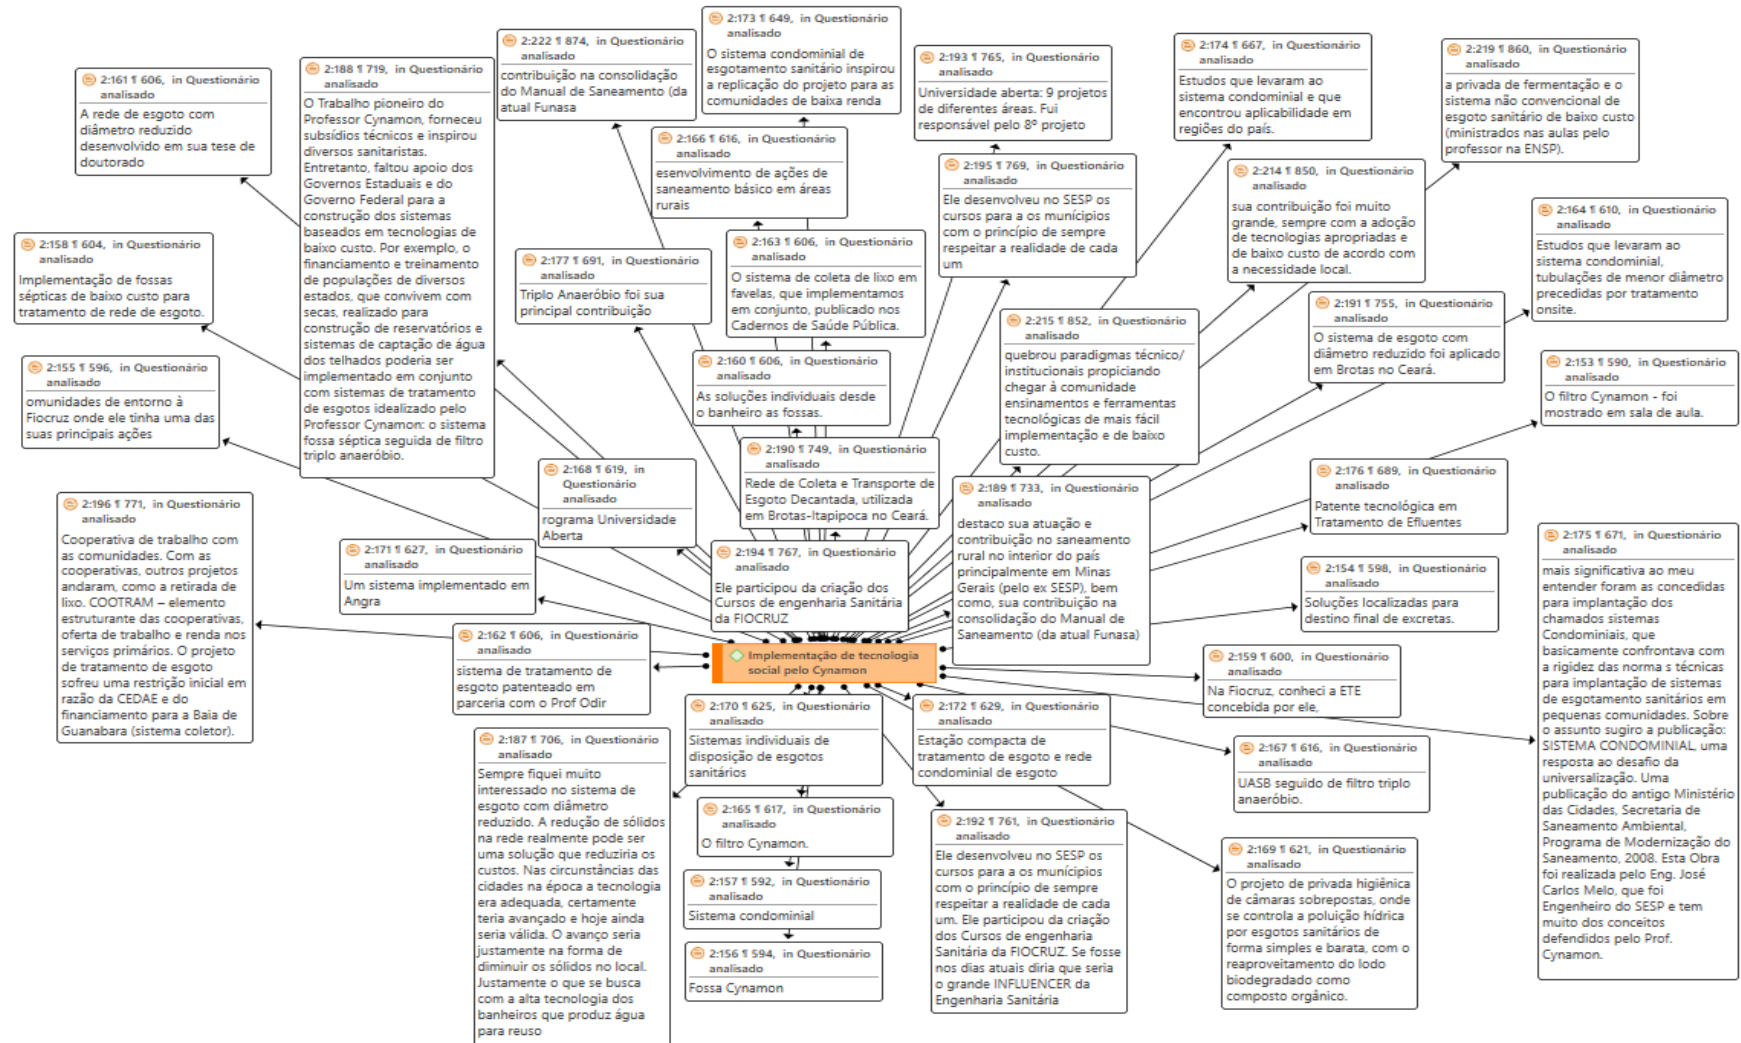 2:173 ¶ 649, in Questionário
analisado
O sistema condominial de
esgotamento sanitário inspirou
a replicação do projeto para as
comunidades de baixa renda
2:222 ¶ 874, in Questionário
analisado
contribuição na consolidação
do Manual de Saneamento (da
atual Funasa
2:193 ¶ 765, in Questionário
analisado
Universidade aberta: 9 projetos
de diferentes áreas. Fui
responsável pelo 8º projeto
2:174 ¶ 667, in Questionário
analisado
Estudos que levaram ao
sistema condominial e que
encontrou aplicabilidade em
regiões do país.
2:219 ¶ 860, in Questionário
analisado
a privada de fermentação e o
sistema não convencional de
esgoto sanitário de baixo custo
(ministrados nas aulas pelo
professor na ENSP).
2:161 ¶ 606, in Questionário
analisado
A rede de esgoto com
diâmetro reduzido
desenvolvido em sua tese de
doutorado
2:188 ¶ 719, in Questionário
analisado
O Trabalho pioneiro do
Professor Cynamon, forneceu
subsídios técnicos e inspirou
diversos sanitaristas.
Entretanto, faltou apoio dos
Governos Estaduais e do
Governo Federal para a
construção dos sistemas
baseados em tecnologias de
baixo custo. Por exemplo, o
financiamento e treinamento
de populações de diversos
estados, que convivem com
secas, realizado para
construção de reservatórios e
sistemas de captação de água
dos telhados poderia ser
implementado em conjunto
com sistemas de tratamento
de esgotos idealizado pelo
Professor Cynamon: o sistema
fossa séptica seguida de filtro
triplo anaeróbio.
2:166 ¶ 616, in Questionário
analisado
esenvolvimento de ações de
saneamento básico em áreas
rurais
2:195 ¶ 769, in Questionário
analisado
Ele desenvolveu no SESP os
cursos para a os munícipios
com o princípio de sempre
respeitar a realidade de cada
um
2:214 ¶ 850, in Questionário
analisado
sua contribuição foi muito
grande, sempre com a adoção
de tecnologias apropriadas e
de baixo custo de acordo com
a necessidade local.
2:164 ¶ 610, in Questionário
analisado
Estudos que levaram ao
sistema condominial,
tubulações de menor diâmetro
precedidas por tratamento
onsite.
2:158 ¶ 604, in Questionário
analisado
Implementação de fossas
sépticas de baixo custo para
tratamento de rede de esgoto.
2:177 ¶ 691, in Questionário
analisado
Triplo Anaeróbio foi sua
principal contribuição
2:163 ¶ 606, in Questionário
analisado
O sistema de coleta de lixo em
favelas, que implementamos
em conjunto, publicado nos
Cadernos de Saúde Pública.
2:215 ¶ 852, in Questionário
analisado
quebrou paradigmas técnico/
institucionais propiciando
chegar à comunidade
ensinamentos e ferramentas
tecnológicas de mais fácil
implementação e de baixo
custo.
2:191 ¶ 755, in Questionário
analisado
O sistema de esgoto com
diâmetro reduzido foi aplicado
em Brotas no Ceará.
2:155 ¶ 596, in Questionário
analisado
omunidades de entorno à
Fiocruz onde ele tinha uma das
suas principais ações
2:160 ¶ 606, in Questionário
analisado
As soluções individuais desde
o banheiro as fossas.
2:153 ¶ 590, in Questionário
analisado
O filtro Cynamon - foi
mostrado em sala de aula.
2:190 ¶ 749, in Questionário
analisado
Rede de Coleta e Transporte de
Esgoto Decantada, utilizada
em Brotas-Itapipoca no Ceará.
2:168 ¶ 619, in
Questionário
analisado
rograma Universidade
Aberta
2:189 ¶ 733, in Questionário
analisado
destaco sua atuação e
contribuição no saneamento
rural no interior do país
principalmente em Minas
Gerais (pelo ex SESP), bem
como, sua contribuição na
consolidação do Manual de
Saneamento (da atual Funasa)
2:176 ¶ 689, in Questionário
analisado
Patente tecnológica em
Tratamento de Efluentes
2:196 ¶ 771, in Questionário
analisado
Cooperativa de trabalho com
as comunidades. Com as
cooperativas, outros projetos
andaram, como a retirada de
lixo. COOTRAM – elemento
estruturante das cooperativas,
oferta de trabalho e renda nos
serviços primários. O projeto
de tratamento de esgoto
sofreu uma restrição inicial em
razão da CEDAE e do
financiamento para a Baia de
Guanabara (sistema coletor).
2:171 ¶ 627, in Questionário
analisado
Um sistema implementado em
Angra
2:194 ¶ 767, in Questionário
analisado
Ele participou da criação dos
Cursos de engenharia Sanitária
da FIOCRUZ
2:154 ¶ 598, in Questionário
analisado
Soluções localizadas para
destino final de excretas.
2:175 ¶ 671, in Questionário
analisado
mais significativa ao meu
entender foram as concedidas
para implantação dos
chamados sistemas
Condominiais, que
basicamente confrontava com
a rigidez das norma s técnicas
para implantação de sistemas
de esgotamento sanitários em
pequenas comunidades. Sobre
o assunto sugiro a publicação:
SISTEMA CONDOMINIAL, uma
resposta ao desafio da
universalização. Uma
publicação do antigo Ministério
das Cidades, Secretaria de
Saneamento Ambiental,
Programa de Modernização do
Saneamento, 2008. Esta Obra
foi realizada pelo Eng. José
Carlos Melo, que foi
Engenheiro do SESP e tem
muito dos conceitos
defendidos pelo Prof.
Cynamon.
2:162 ¶ 606, in Questionário
analisado
sistema de tratamento de
esgoto patenteado em
parceria com o Prof Odir
Implementação de tecnologia
social pelo Cynamon
2:159 ¶ 600, in Questionário
analisado
Na Fiocruz, conheci a ETE
concebida por ele,
2:170 ¶ 625, in Questionário
analisado
Sistemas individuais de
disposição de esgotos
sanitários
2:172 ¶ 629, in Questionário
analisado
Estação compacta de
tratamento de esgoto e rede
condominial de esgoto
2:167 ¶ 616, in Questionário
analisado
UASB seguido de filtro triplo
anaeróbio.
2:187 ¶ 706, in Questionário
analisado
Sempre fiquei muito
interessado no sistema de
esgoto com diâmetro
reduzido. A redução de sólidos
na rede realmente pode ser
uma solução que reduziria os
custos. Nas circunstâncias das
cidades na época a tecnologia
era adequada, certamente
teria avançado e hoje ainda
seria válida. O avanço seria
justamente na forma de
diminuir os sólidos no local.
Justamente o que se busca
com a alta tecnologia dos
banheiros que produz água
para reuso
2:165 ¶ 617, in Questionário
analisado
O filtro Cynamon.
2:192 ¶ 761, in Questionário
analisado
Ele desenvolveu no SESP os
cursos para a os munícipios
com o princípio de sempre
respeitar a realidade de cada
um. Ele participou da criação
dos Cursos de engenharia
Sanitária da FIOCRUZ. Se fosse
nos dias atuais diria que seria
o grande INFLUENCER da
Engenharia Sanitária
2:169 ¶ 621, in Questionário
analisado
O projeto de privada higiênica
de câmaras sobrepostas, onde
se controla a poluição hídrica
por esgotos sanitários de
forma simples e barata, com o
reaproveitamento do lodo
biodegradado como
composto orgânico.
2:157 ¶ 592, in Questionário
analisado
Sistema condominial
2:156 ¶ 594, in Questionário
analisado
Fossa Cynamon